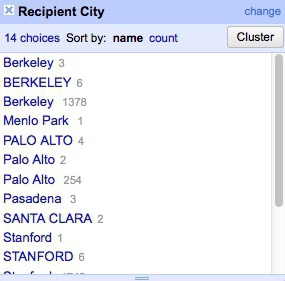 Recipient City change
14 choices Sort by: name count Cluster
Berkeley 3
BERKELEY 6
Berkeley 1378
Menlo Park 1
PALO ALTO 4
Palo Alto 2
Palo Alto 254
Pasadena 3
SANTA CLARA 2
Stanford 1
STANFORD 6